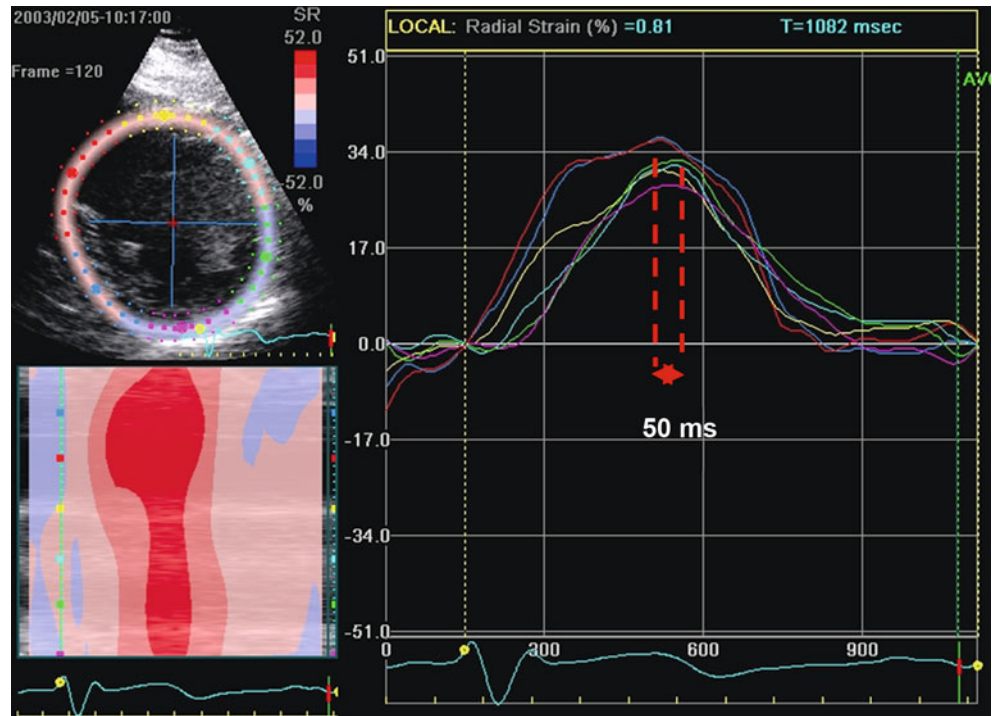 2003/02/05-10:17:00
SR
52.0
Frame =120
-52.0
%
LOCAL: Radial Strain (%) =0.81 T=1082 msec
51.0
AVC
34.0
17.0
0.0
50 ms
-17.0
-34.0
-51.0
0 300 600 900